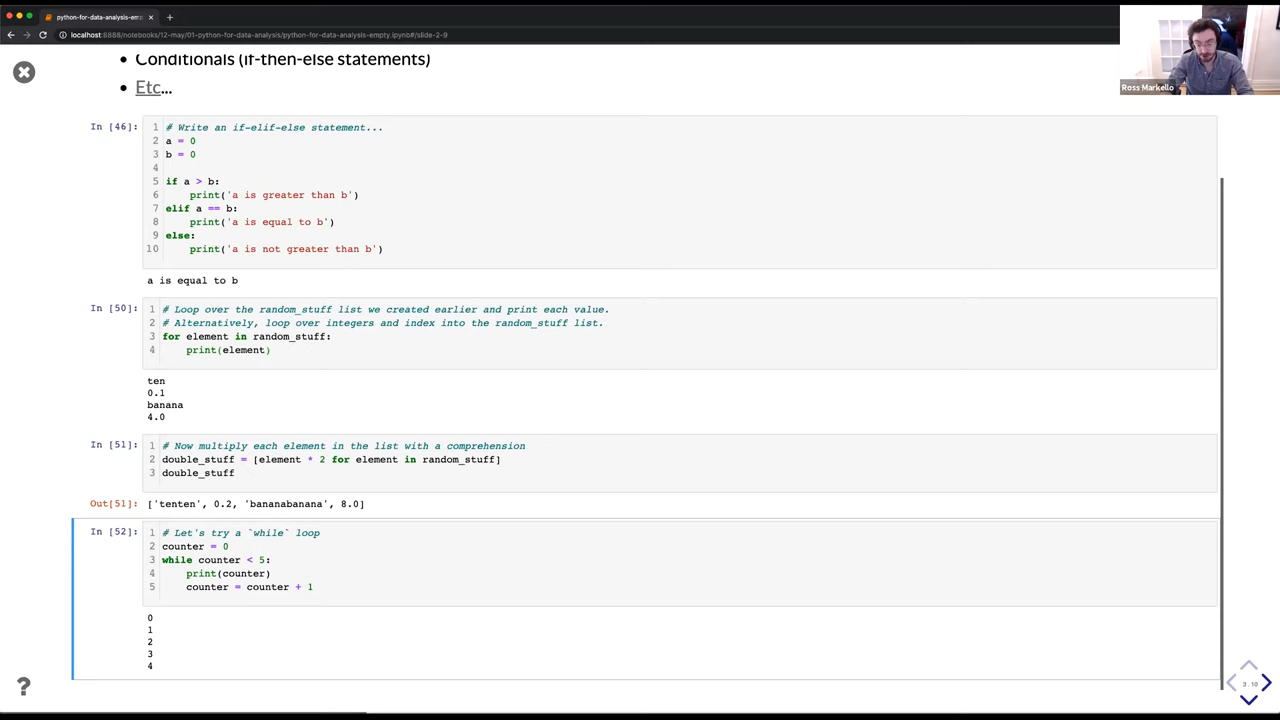 python-for-data-analysis-em
localhost:8888/notebooks/12-may/01-python-for-data-analysis/python-for-data-analysis-empty.ipynb#/slide-2-9
Ross Markello
• Conditionals (if-then-else statements)
• Etc...
In [46]:
1 # Write an if-elif-else statement...
2 a = 0
3 b = 0
4
5 if a > b:
6 print('a is greater than b')
7 elif a == b:
8 print('a is equal to b')
9 else:
10 print('a is not greater than b')
a is equal to b
In [50]:
1 # Loop over the random_stuff list we created earlier and print each value.
2 # Alternatively, loop over integers and index into the random_stuff list.
3 for element in random_stuff:
4 print(element)
ten
0.1
banana
4.0
In [51]:
1 # Now multiply each element in the list with a comprehension
2 double_stuff = [element * 2 for element in random_stuff]
3 double_stuff
Out[51]: ['tenten', 0.2, 'bananabanana', 8.0]
In [52]:
1 # Let's try a `while` loop
2 counter = 0
3 while counter < 5:
4 print(counter)
5 counter = counter + 1
0
1
2
3
4
?
3.10